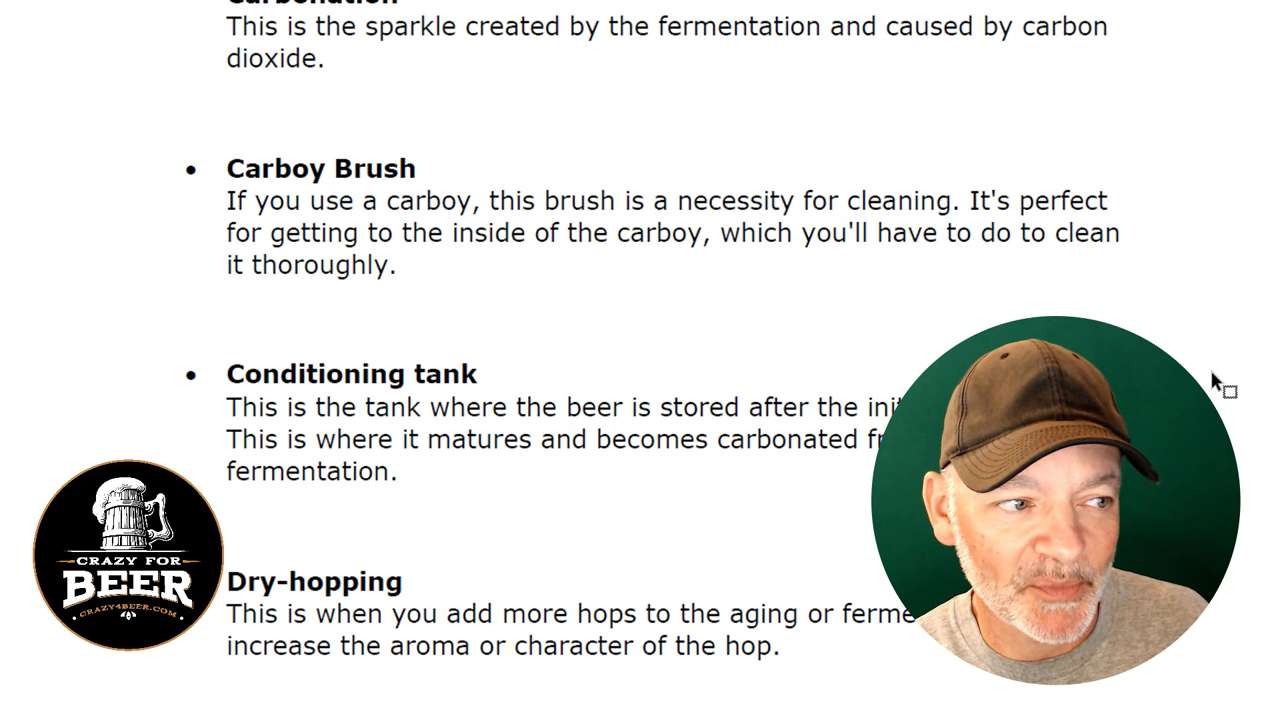 Carbonation
This is the sparkle created by the fermentation and caused by carbon
dioxide.
• Carboy Brush
If you use a carboy, this brush is a necessity for cleaning. It's perfect
for getting to the inside of the carboy, which you'll have to do to clean
it thoroughly.
• Conditioning tank
This is the tank where the beer is stored after the
This is where it matures and becomes carbonated
fermentation.
Dry-hopping
This is when you add more hops to the aging or
increase the aroma or character of the hop.
CRAZY FOR
BEER
CRAZY4BEER.COM